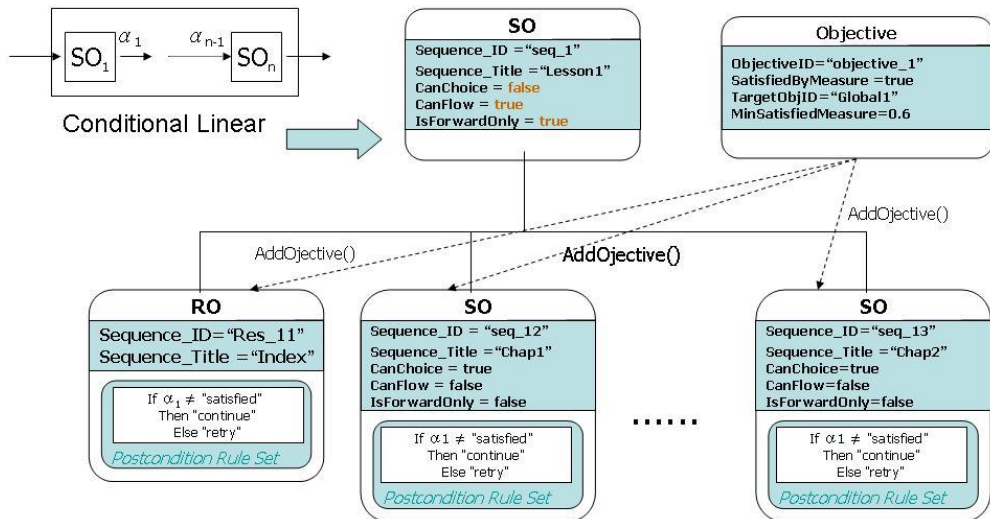 SO₁ α₁ αₙ₋₁ SOₙ
Conditional Linear
SO
Sequence_ID ="seq_1"
Sequence_Title ="Lesson1"
CanChoice = false
CanFlow = true
IsForwardOnly = true
Objective
ObjectiveID="objective_1"
SatisfiedByMeasure =true
TargetObjID="Global1"
MinSatisfiedMeasure=0.6
AddOjective()
AddOjective()
AddOjective()
RO
Sequence_ID="Res_11"
Sequence_Title ="Index"
If α₁ ≠ "satisfied"
Then "continue"
Else "retry"
Postcondition Rule Set
SO
Sequence_ID ="seq_12"
Sequence_Title ="Chap1"
CanChoice = true
CanFlow = false
IsForwardOnly = false
If α1 ≠ "satisfied"
Then "continue"
Else "retry"
Postcondition Rule Set
......
SO
Sequence_ID="seq_13"
Sequence_Title ="Chap2"
CanChoice=true
CanFlow=false
IsForwardOnly=false
If α1 ≠ "satisfied"
Then "continue"
Else "retry"
Postcondition Rule Set